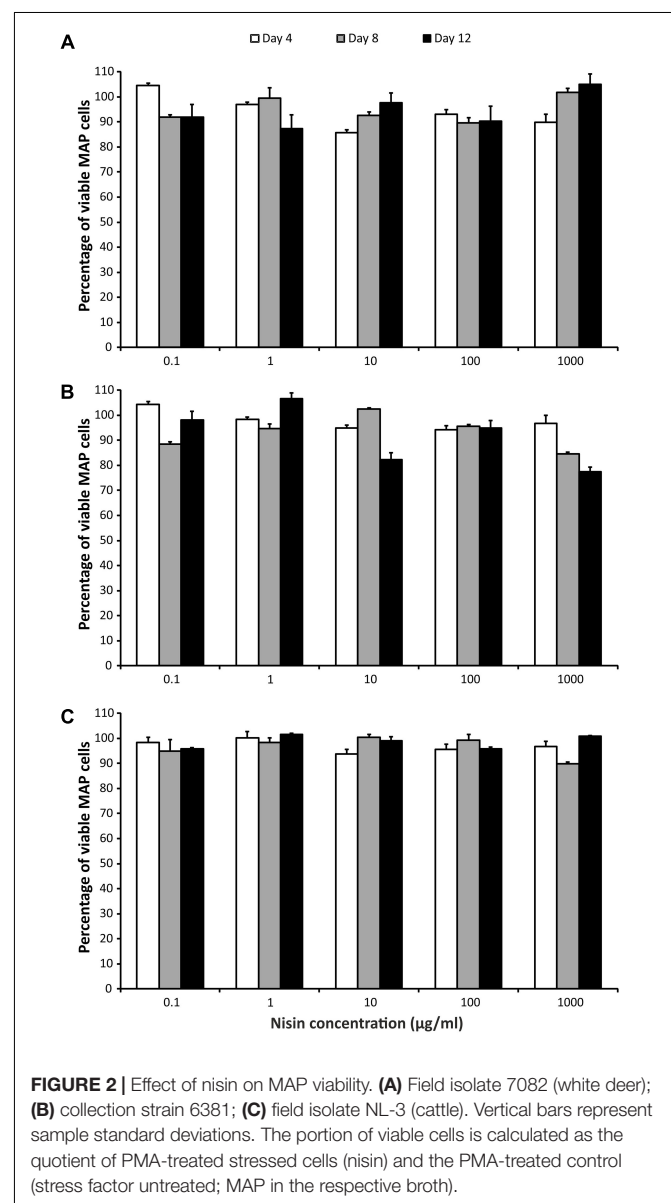 A
Day 4 Day 8 Day 12
Percentage of viable MAP cells
110
100
90
80
70
60
50
40
30
20
10
0
0.1 1 10 100 1000
B
Percentage of viable MAP cells
110
100
90
80
70
60
50
40
30
20
10
0
0.1 1 10 100 1000
C
Percentage of viable MAP cells
110
100
90
80
70
60
50
40
30
20
10
0
0.1 1 10 100 1000
Nisin concentration (µg/ml)
FIGURE 2 | Effect of nisin on MAP viability. (A) Field isolate 7082 (white deer);
(B) collection strain 6381; (C) field isolate NL-3 (cattle). Vertical bars represent
sample standard deviations. The portion of viable cells is calculated as the
quotient of PMA-treated stressed cells (nisin) and the PMA-treated control
(stress factor untreated; MAP in the respective broth).